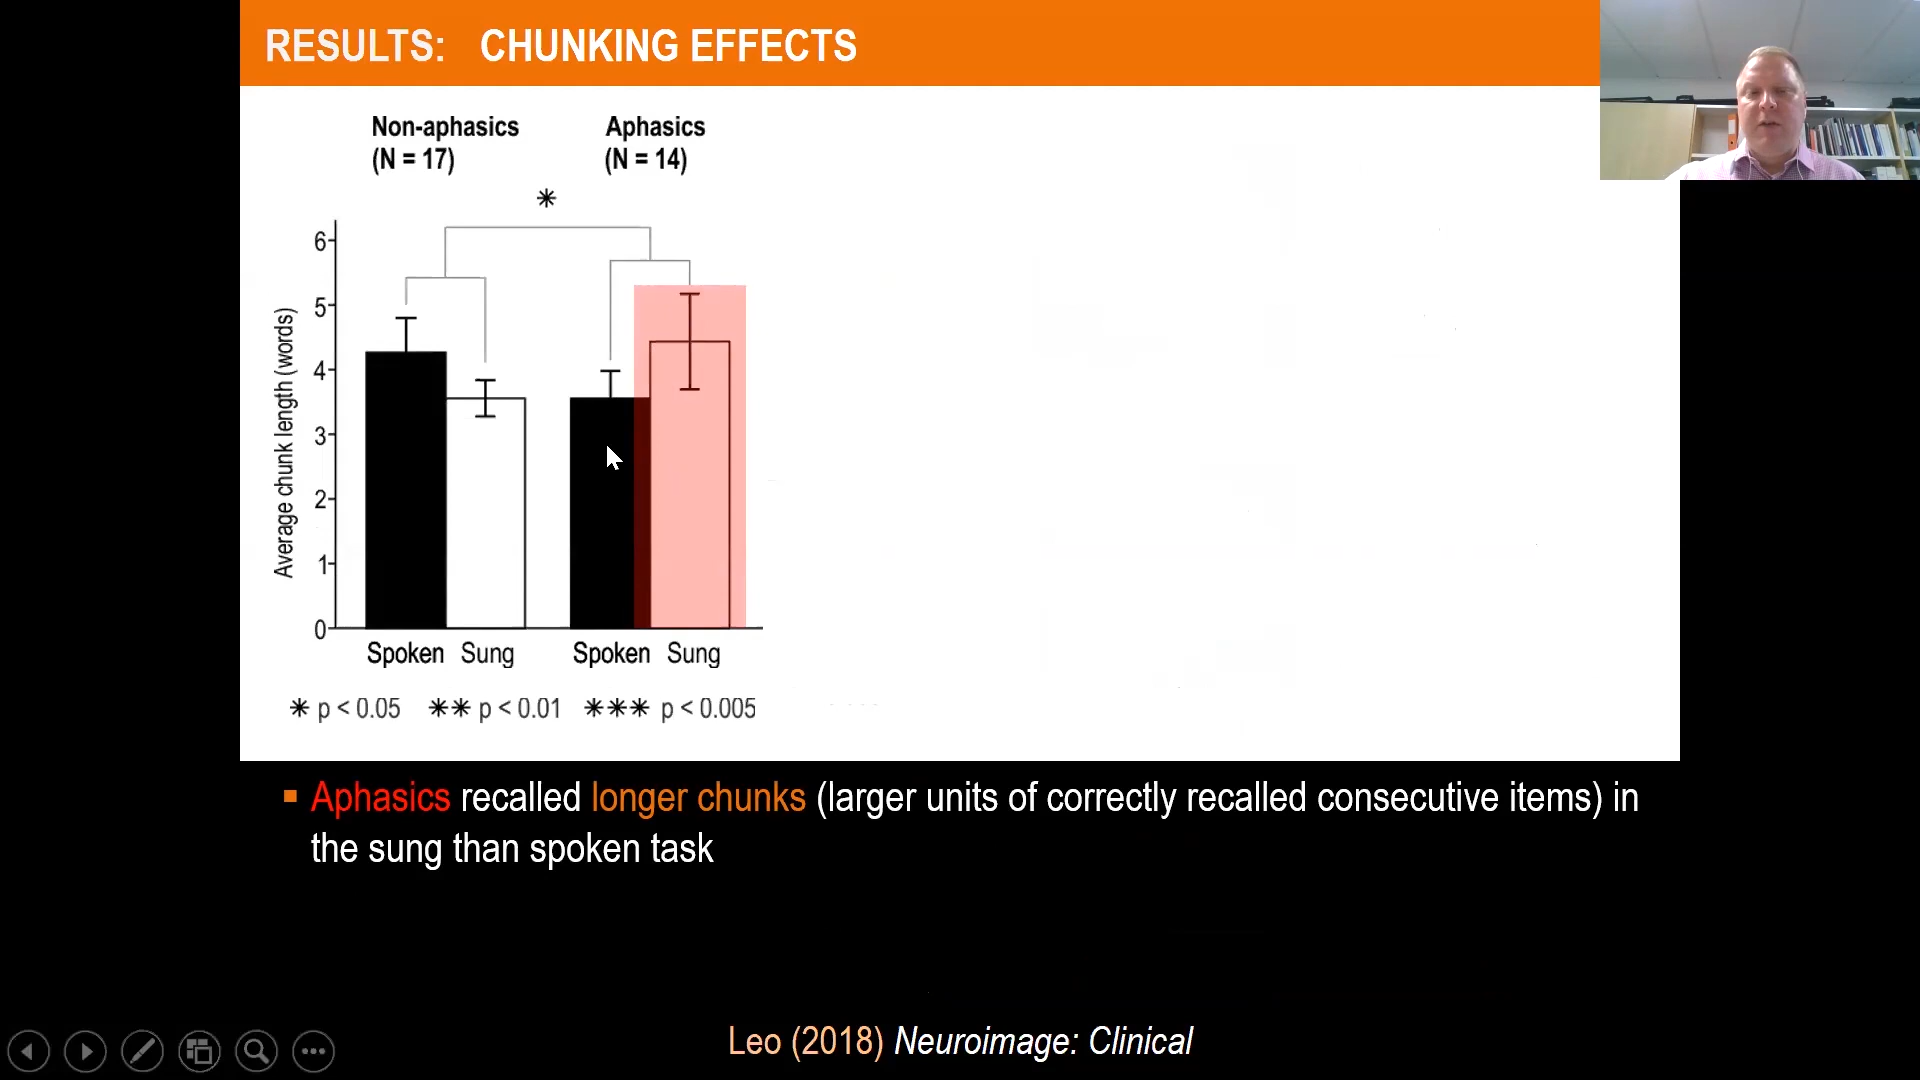 RESULTS: CHUNKING EFFECTS
Non-aphasics
(N = 17)
Aphasics
(N = 14)
*
Average chunk length (words)
6
5
4
3
2
1
0
Spoken Sung Spoken Sung
* p < 0.05 ** p < 0.01 *** p < 0.005
▪ Aphasics recalled longer chunks (larger units of correctly recalled consecutive items) in
the sung than spoken task
Leo (2018) Neuroimage: Clinical